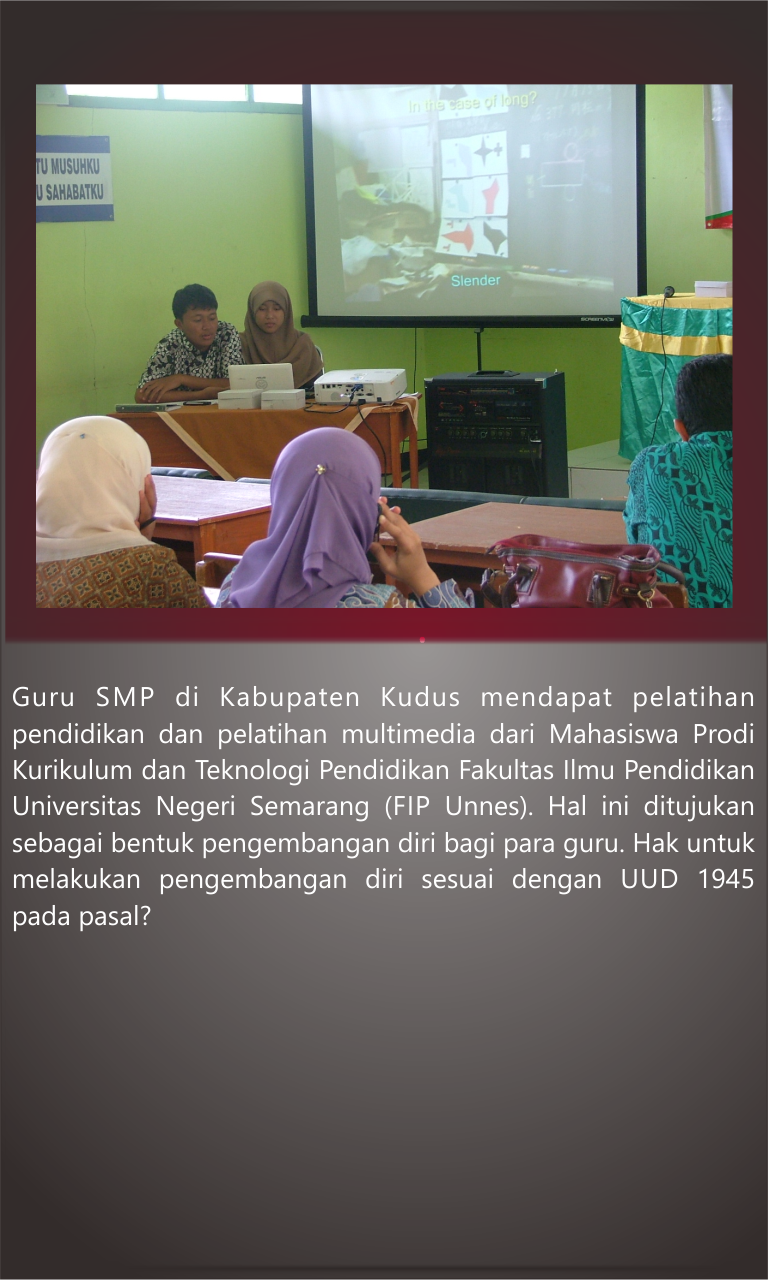 In the case of long?
TU MUSUHKU
U SAHABATKU
Slender
Guru SMP di Kabupaten Kudus mendapat pelatihan
pendidikan dan pelatihan multimedia dari Mahasiswa Prodi
Kurikulum dan Teknologi Pendidikan Fakultas Ilmu Pendidikan
Universitas Negeri Semarang (FIP Unnes). Hal ini ditujukan
sebagai bentuk pengembangan diri bagi para guru. Hak untuk
melakukan pengembangan diri sesuai dengan UUD 1945
pada pasal?